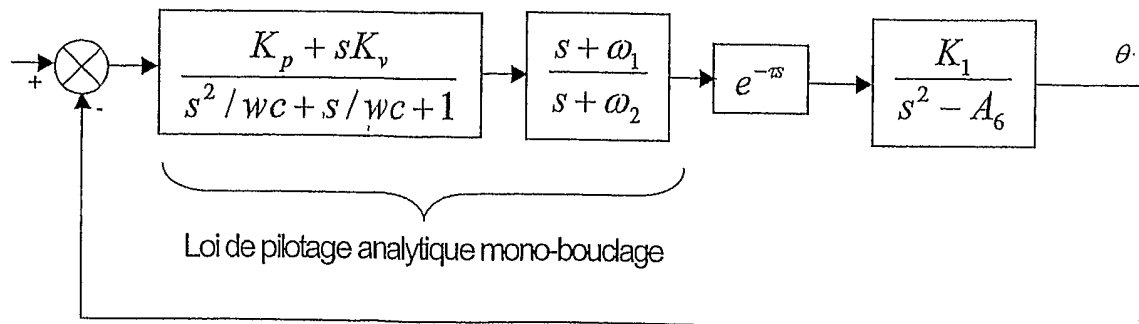 +
-
K_p + sK_v
s^2 / wc + s / wc + 1
s + ω_1
s + ω_2
e^{-τs}
K_1
s^2 - A_6
θ
Loi de pilotage analytique mono-bouclage